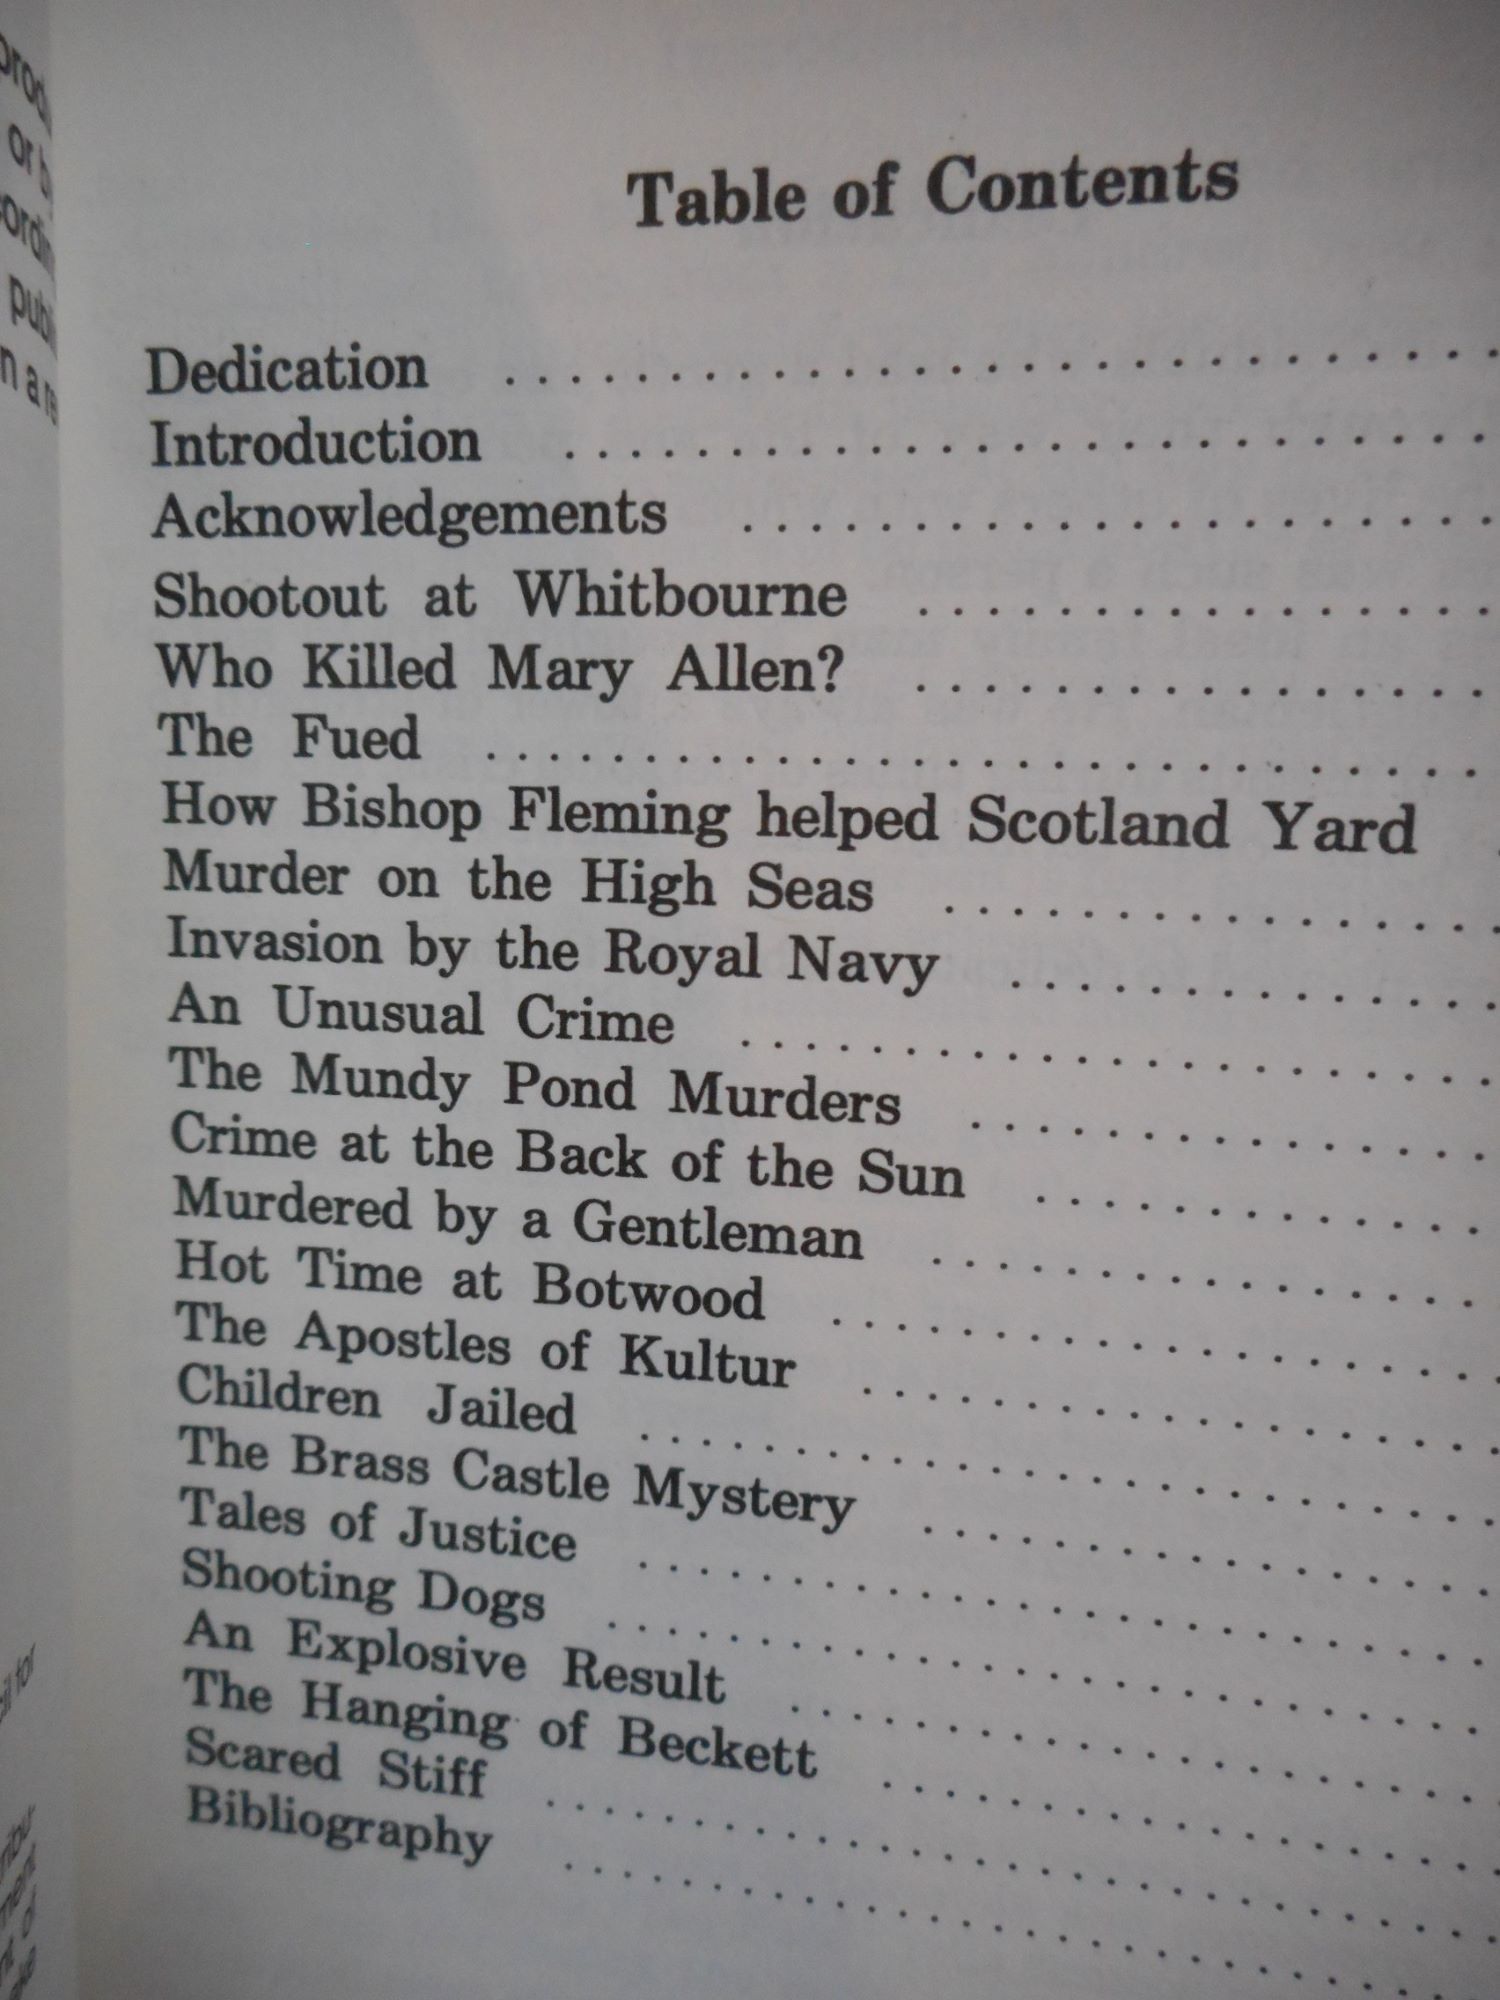 or
publ
n a re
Table of Contents
Dedication
Introduction
Acknowledgements
Shootout at Whitbourne
Who Killed Mary Allen?
The Fued
How Bishop Fleming helped Scotland Yard
Murder on the High Seas
Invasion by the Royal Navy
An Unusual Crime
The Mundy Pond Murders
Crime at the Back of the Sun
Murdered by a Gentleman
Hot Time at Botwood
The Apostles of Kultur
Children Jailed
The Brass Castle Mystery
Tales of Justice
Shooting Dogs
An Explosive Result
The Hanging of Beckett
Scared Stiff
Bibliography